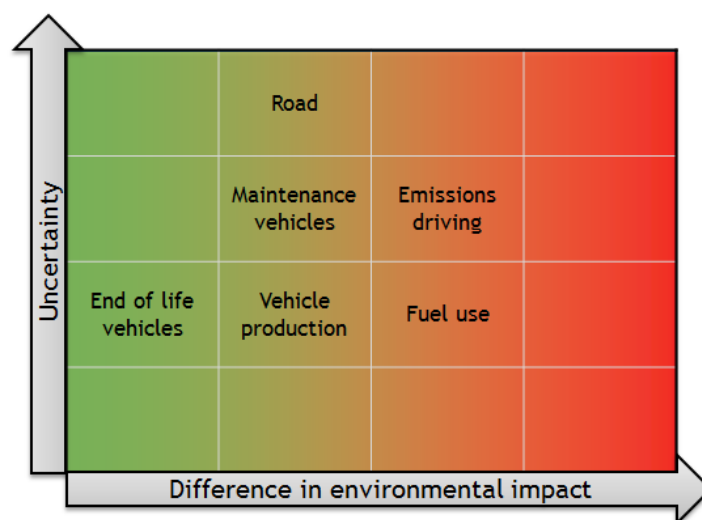 Uncertainty
Road
Maintenance
vehicles
Emissions
driving
End of life
vehicles
Vehicle
production
Fuel use
Difference in environmental impact